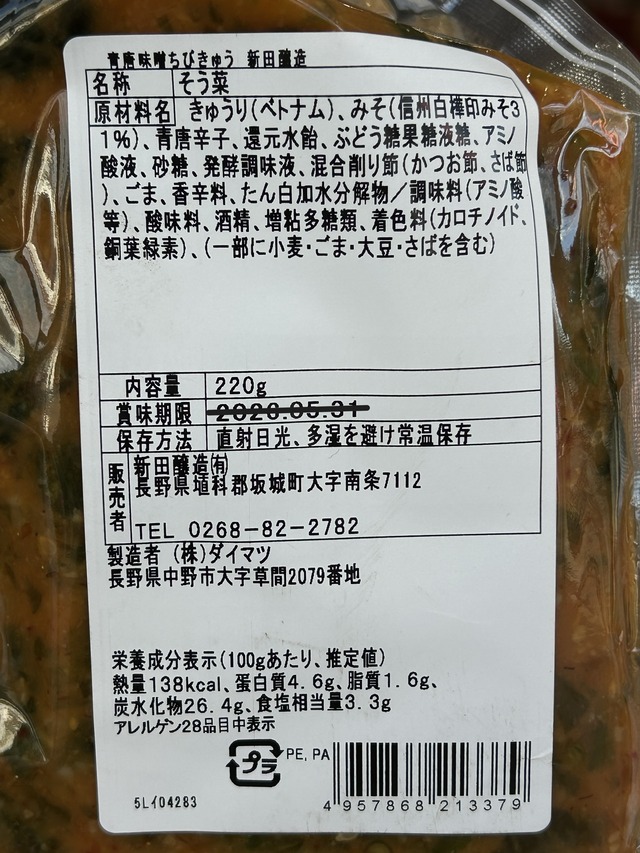 青唐味噌ちびきゅう 新田醸造
名称 そう菜
原材料名 きゅうり(ベトナム)、みそ(信州白樺印みそ3
1%)、青唐辛子、還元水飴、ぶどう糖果糖液糖、アミノ
酸液、砂糖、発酵調味液、混合削り節(かつお節、さば節
)、ごま、香辛料、たん白加水分解物/調味料(アミノ酸
等)、酸味料、酒精、増粘多糖類、着色料(カロチノイド、
銅葉緑素)、(一部に小麦・ごま・大豆・さばを含む)
内容量 220g
賞味期限 2026.05.31
保存方法 直射日光、多湿を避け常温保存
販売者 新田醸造㈲
長野県埴科郡坂城町大字南条7112
TEL 0268-82-2782
製造者 (株)ダイマツ
長野県中野市大字草間2079番地
栄養成分表示(100gあたり、推定値)
熱量138kcal、蛋白質4.6g、脂質1.6g、
炭水化物26.4g、食塩相当量3.3g
アレルゲン28品目中表示
プラ PE, PA
5Lイ04283
4 957868 213379